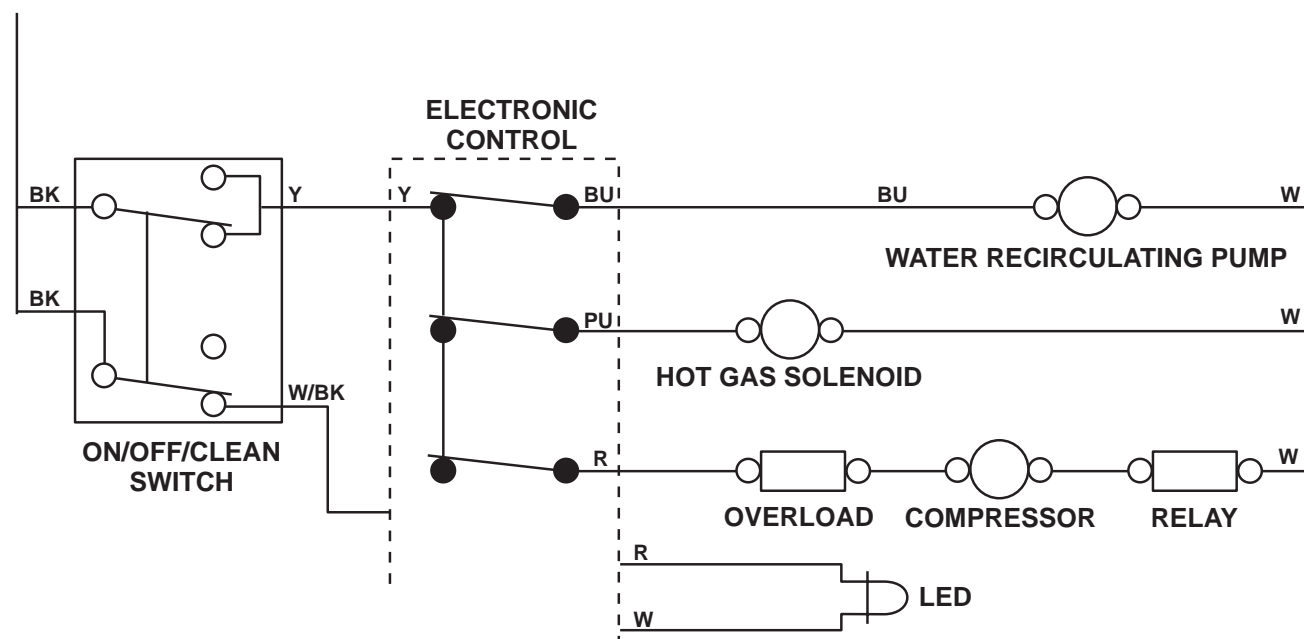 ELECTRONIC
CONTROL
BK
Y
Y
BU
BU
W
WATER RECIRCULATING PUMP
BK
PU
W
HOT GAS SOLENOID
W/BK
ON/OFF/CLEAN
SWITCH
R
W
OVERLOAD
COMPRESSOR
RELAY
R
LED
W